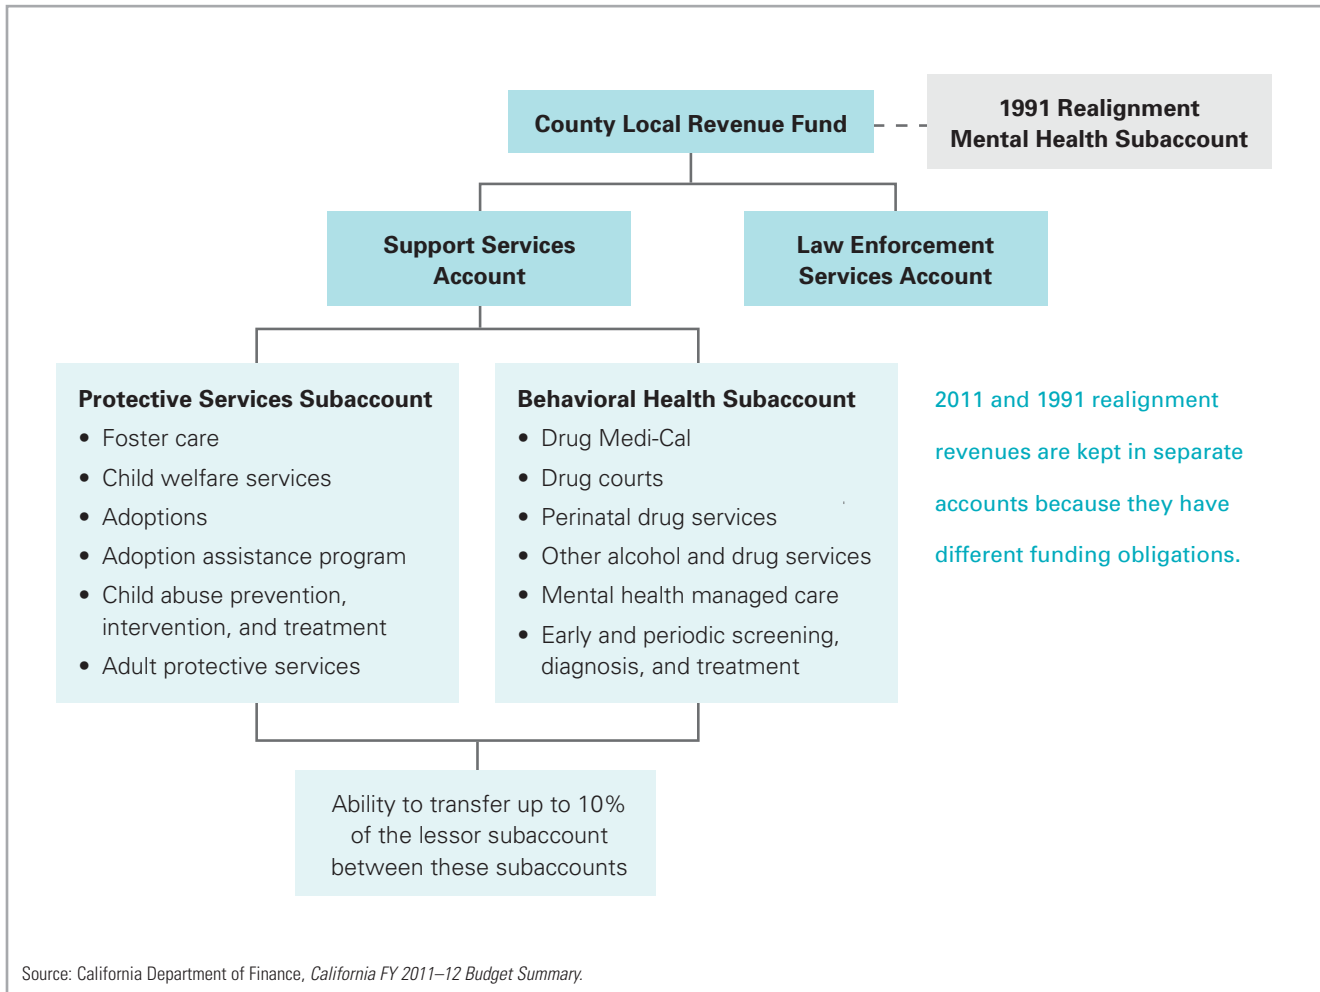 County Local Revenue Fund
1991 Realignment
Mental Health Subaccount
Support Services
Account
Law Enforcement
Services Account
Protective Services Subaccount
• Foster care
• Child welfare services
• Adoptions
• Adoption assistance program
• Child abuse prevention,
intervention, and treatment
• Adult protective services
Behavioral Health Subaccount
• Drug Medi-Cal
• Drug courts
• Perinatal drug services
• Other alcohol and drug services
• Mental health managed care
• Early and periodic screening,
diagnosis, and treatment
2011 and 1991 realignment
revenues are kept in separate
accounts because they have
different funding obligations.
Ability to transfer up to 10%
of the lessor subaccount
between these subaccounts
Source: California Department of Finance, California FY 2011–12 Budget Summary.